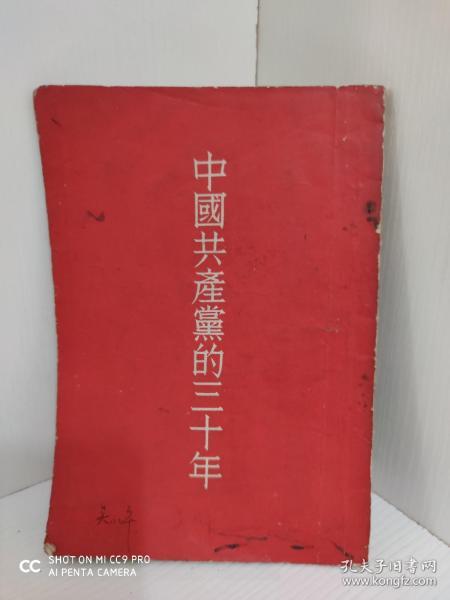 中國共產黨的三十年
SHOT ON MI CC9 PRO
AI PENTA CAMERA
孔夫子旧书网
www.kongfz.com